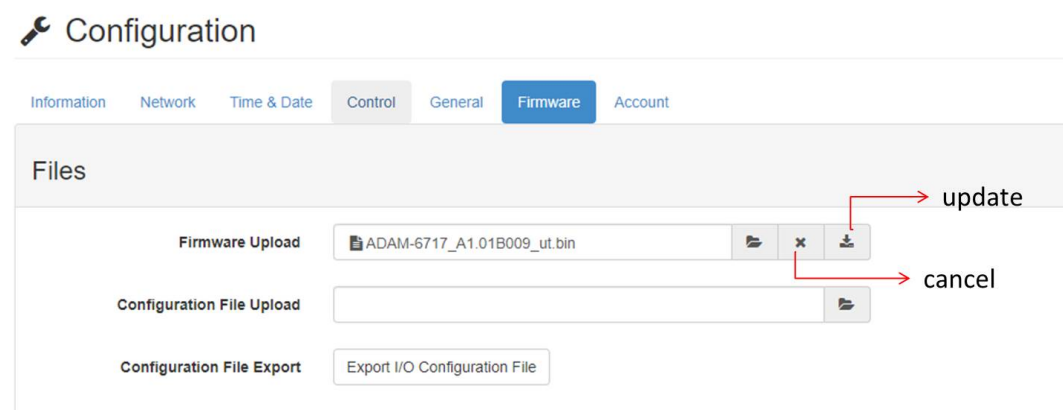 Configuration
Information Network Time & Date Control General Firmware Account
Files
update
Firmware Upload ADAM-6717_A1.01B009_ut.bin
cancel
Configuration File Upload
Configuration File Export Export I/O Configuration File